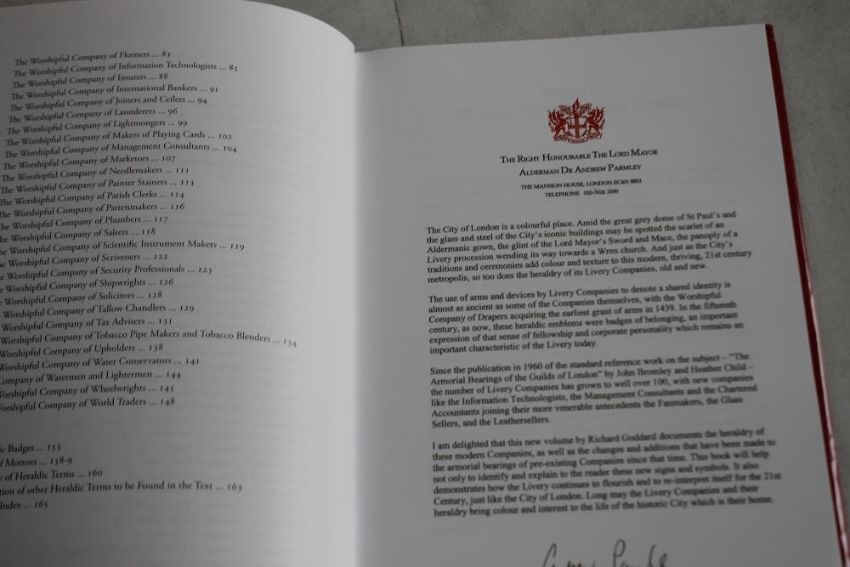 The Worshipful Company of Horners ... 83
The Worshipful Company of Information Technologists ... 85
The Worshipful Company of Insurers ... 88
The Worshipful Company of International Bankers ... 91
The Worshipful Company of Joiners and Ceilers ... 94
The Worshipful Company of Launderers ... 96
The Worshipful Company of Lightmongers ... 99
The Worshipful Company of Makers of Playing Cards ... 102
The Worshipful Company of Management Consultants ... 104
The Worshipful Company of Marketors ... 107
The Worshipful Company of Needlemakers ... 111
The Worshipful Company of Painter Stainers ... 113
The Worshipful Company of Parish Clerks ... 114
The Worshipful Company of Pattenmakers ... 116
The Worshipful Company of Plumbers ... 117
The Worshipful Company of Salters ... 118
The Worshipful Company of Scientific Instrument Makers ... 119
he Worshipful Company of Scriveners ... 122
he Worshipful Company of Security Professionals ... 123
he Worshipful Company of Shipwrights ... 126
he Worshipful Company of Solicitors ... 128
e Worshipful Company of Tallow Chandlers ... 129
e Worshipful Company of Tax Advisers ... 131
Worshipful Company of Tobacco Pipe Makers and Tobacco Blenders ... 134
Worshipful Company of Upholders ... 138
Worshipful Company of Water Conservators ... 141
Company of Watermen and Lightermen ... 144
Worshipful Company of Wheelwrights ... 145
Worshipful Company of World Traders ... 148
ic Badges ... 153
of Mottoes ... 158-9
y of Heraldic Terms ... 160
tion of other Heraldic Terms to be Found in the Text ... 163
Index ... 165
THE RIGHT HONOURABLE THE LORD MAYOR
ALDERMAN DR ANDREW PARMLEY
THE MANSION HOUSE, LONDON EC4N 8BH
TELEPHONE 020-7626 2500
The City of London is a colourful place. Amid the great grey dome of St Paul's and
the glass and steel of the City's iconic buildings may be spotted the scarlet of an
Aldermanic gown, the glint of the Lord Mayor's Sword and Mace, the panoply of a
Livery procession wending its way towards a Wren church. And just as the City's
traditions and ceremonies add colour and texture to this modern, thriving, 21st century
metropolis, so too does the heraldry of its Livery Companies, old and new.
The use of arms and devices by Livery Companies to denote a shared identity is
almost as ancient as some of the Companies themselves, with the Worshipful
Company of Drapers acquiring the earliest grant of arms in 1439. In the fifteenth
century, as now, these heraldic emblems were badges of belonging, an important
expression of that sense of fellowship and corporate personality which remains an
important characteristic of the Livery today.
Since the publication in 1960 of the standard reference work on the subject – "The
Armorial Bearings of the Guilds of London" by John Bromley and Heather Child –
the number of Livery Companies has grown to well over 100, with new companies
like the Information Technologists, the Management Consultants and the Chartered
Accountants joining their more venerable antecedents the Fanmakers, the Glass
Sellers, and the Leathersellers.
I am delighted that this new volume by Richard Goddard documents the heraldry of
these modern Companies, as well as the changes and additions that have been made to
the armorial bearings of pre-existing Companies since that time. This book will help
not only to identify and explain to the reader these new signs and symbols. It also
demonstrates how the Livery continues to flourish and to re-interpret itself for the 21st
Century, just like the City of London. Long may the Livery Companies and their
heraldry bring colour and interest to the life of the historic City which is their home.